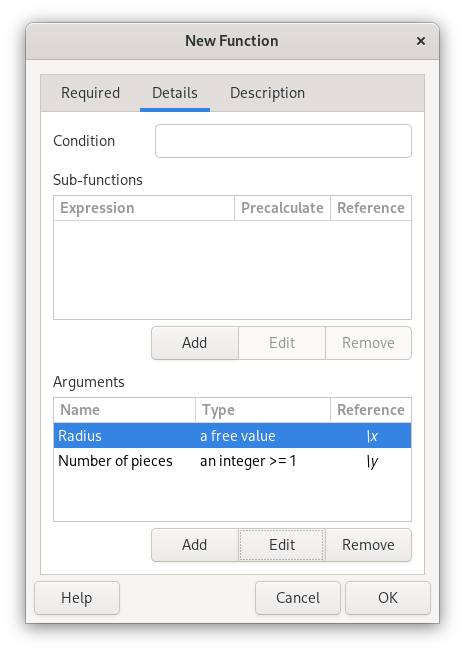 New Function ×
Required Details Description
Condition
Sub-functions
Expression Precalculate Reference
Add Edit Remove
Arguments
Name Type Reference
Radius a free value \x
Number of pieces an integer >= 1 \y
Add Edit Remove
Help Cancel OK